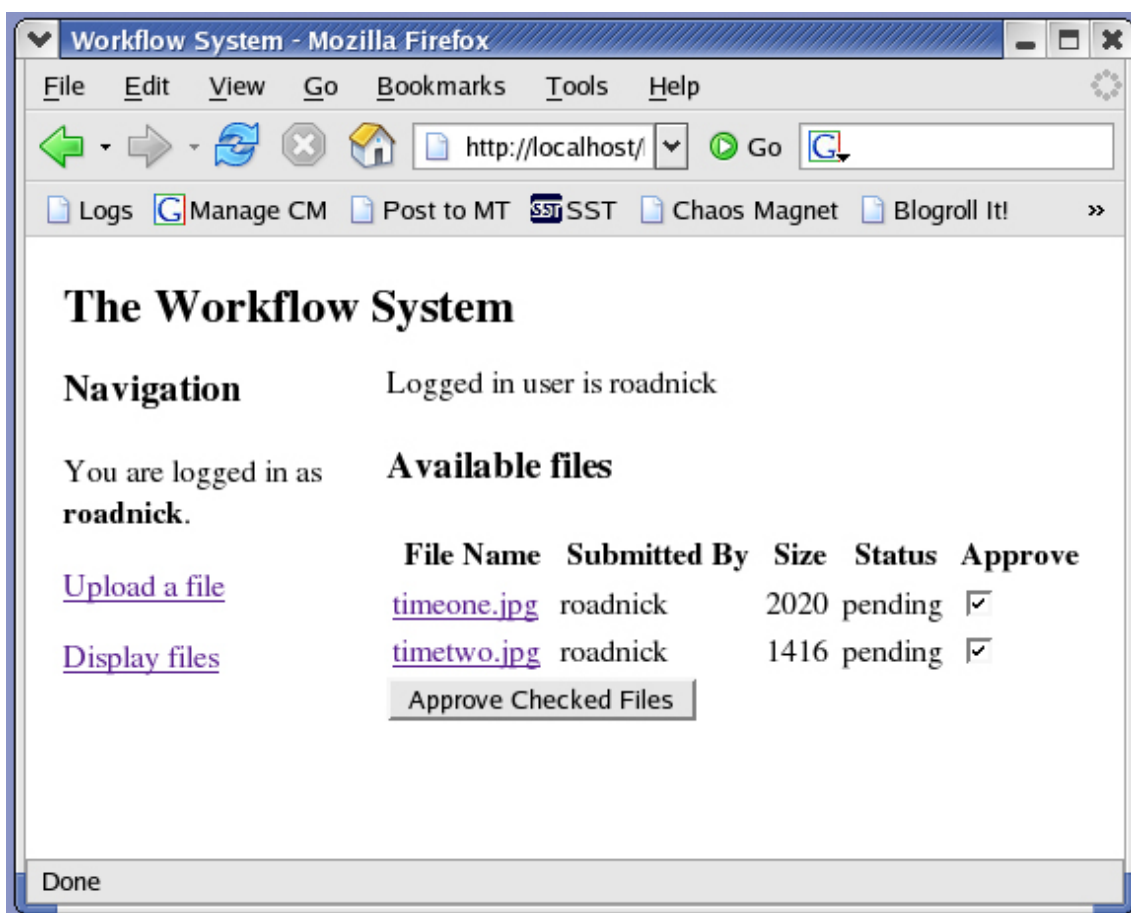 Workflow System - Mozilla Firefox
File Edit View Go Bookmarks Tools Help
http://localhost/ Go G
Logs G Manage CM Post to MT SST SST Chaos Magnet Blogroll It! »
The Workflow System
Navigation
Logged in user is roadnick
You are logged in as
roadnick.
Available files
File Name Submitted By Size Status Approve
Upload a file
timeone.jpg roadnick 2020 pending
Display files
timetwo.jpg roadnick 1416 pending
Approve Checked Files
Done